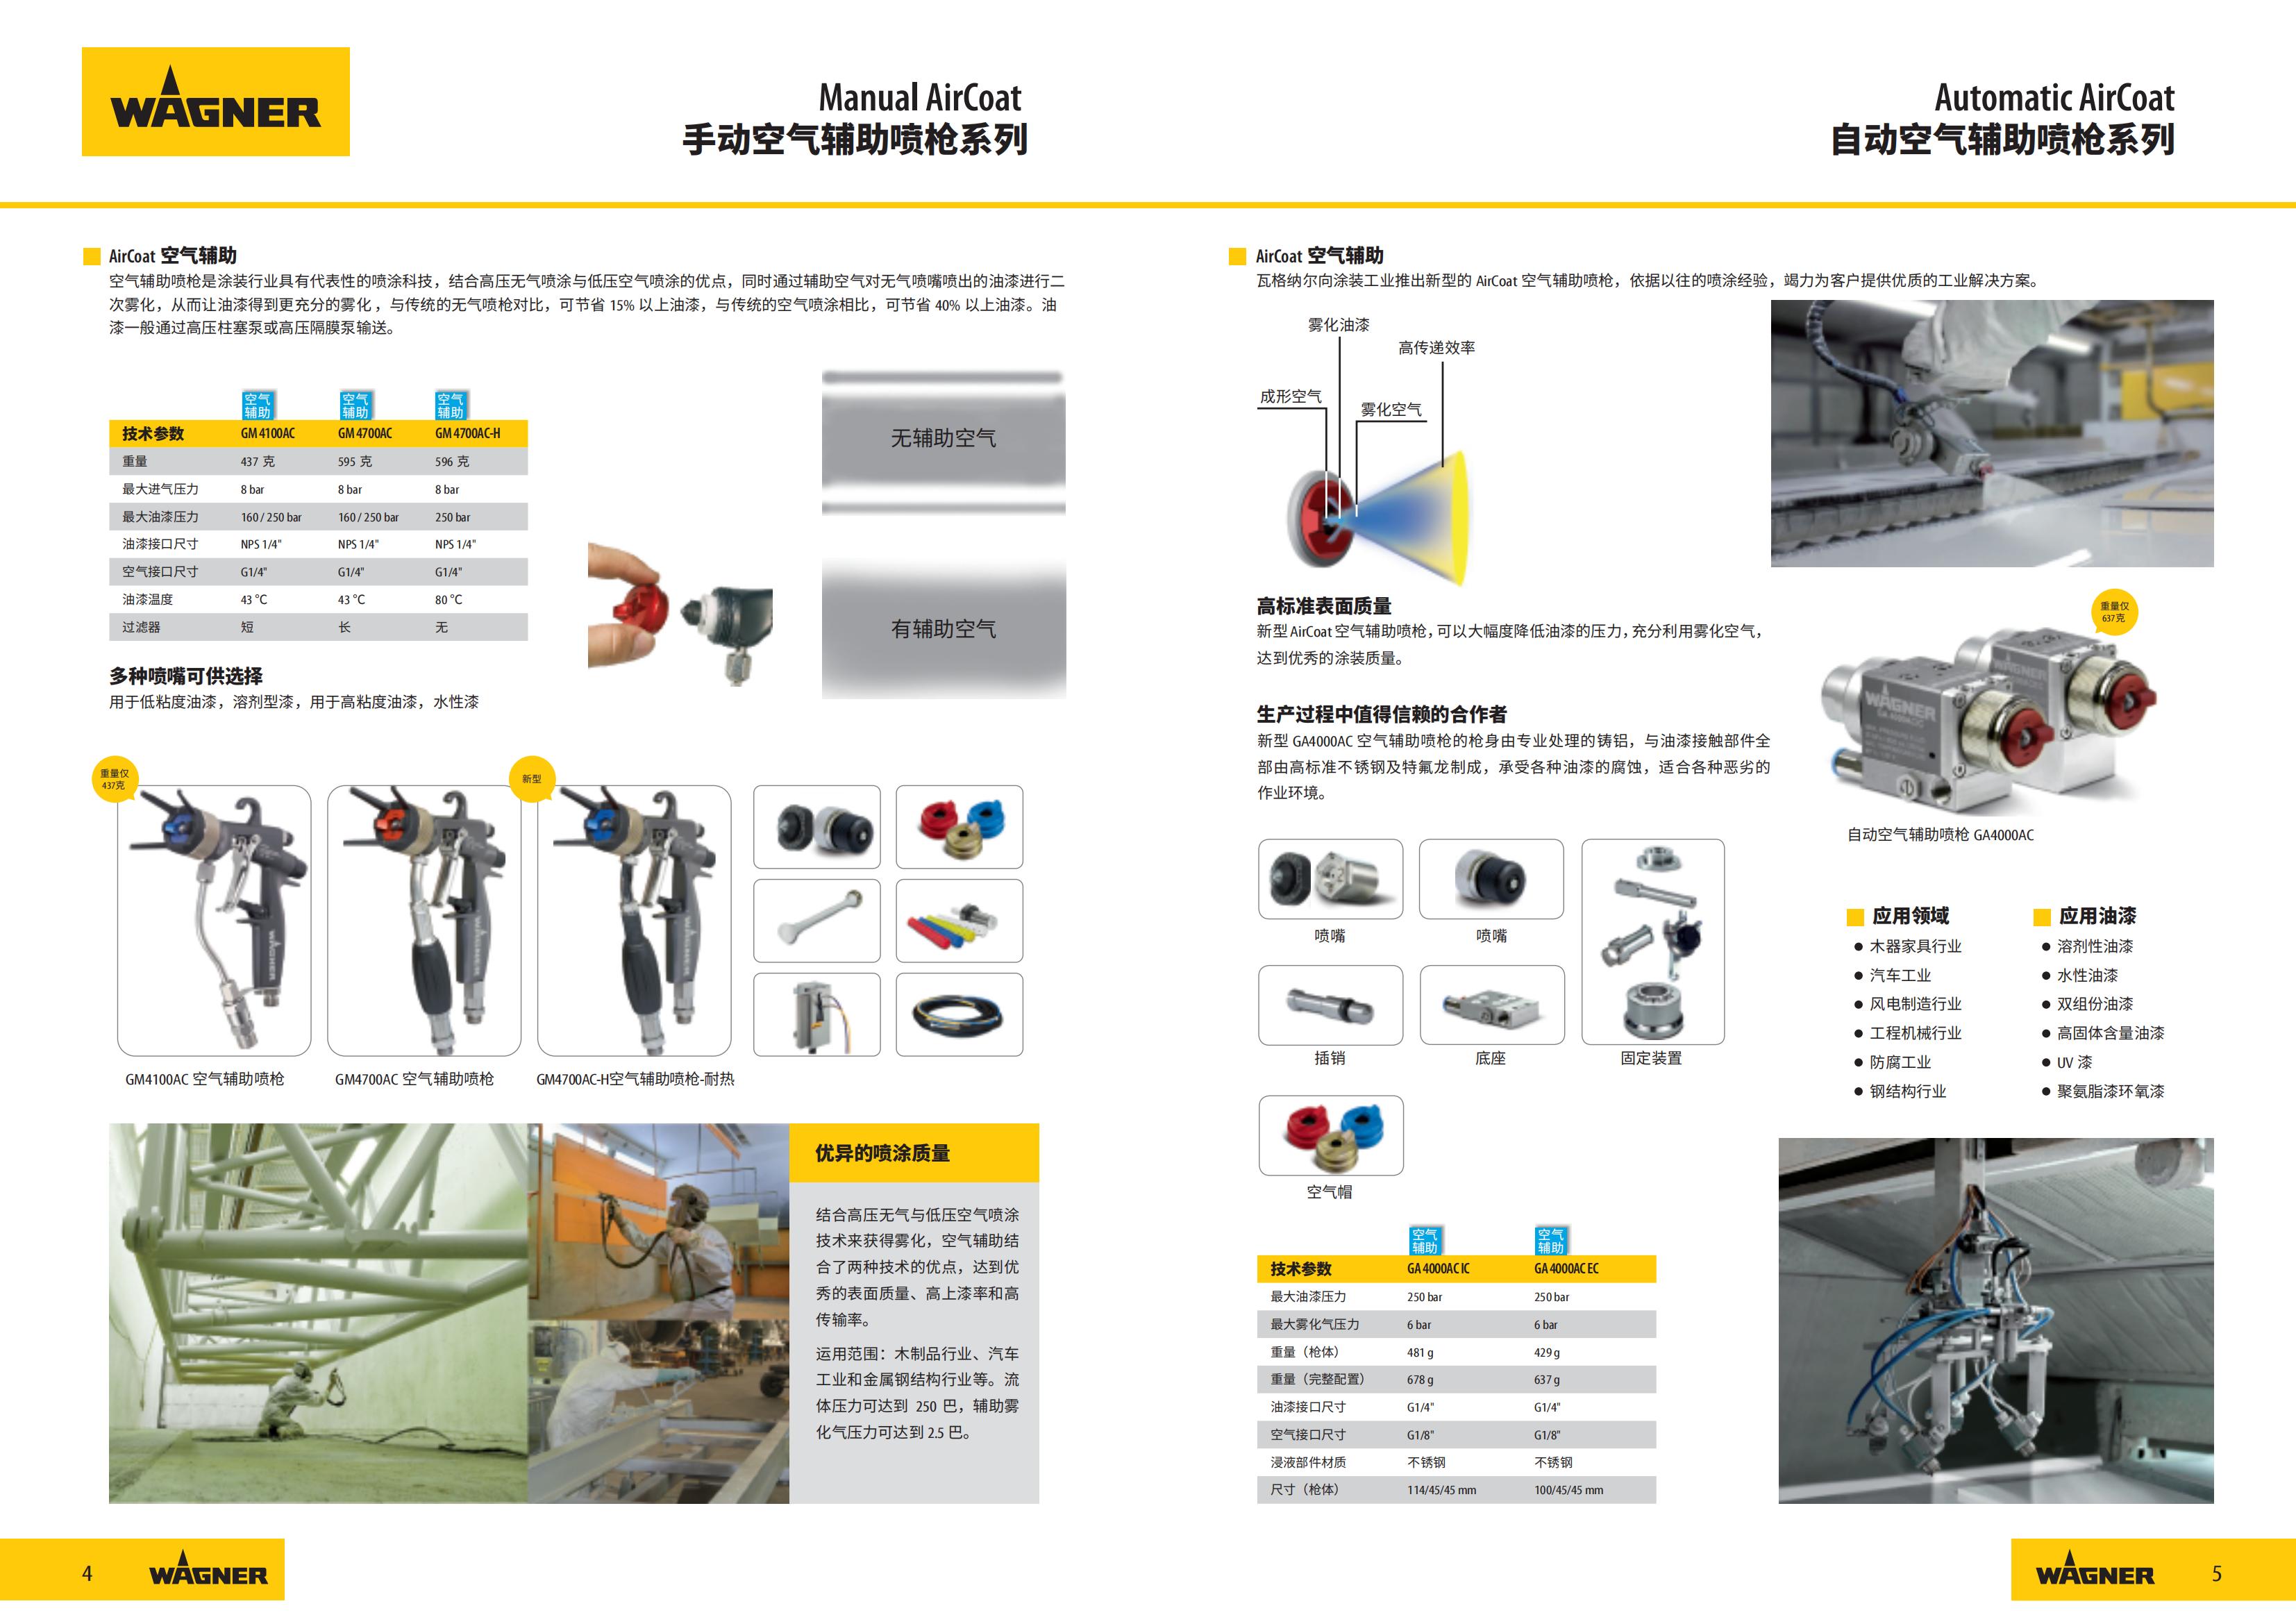 WAGNER
Manual AirCoat
手动空气辅助喷枪系列
AirCoat 空气辅助
空气辅助喷枪是涂装行业具有代表性的喷涂科技，结合高压无气喷涂与低压空气喷涂的优点，同时通过辅助空气对无气喷嘴喷出的油漆进行二
次雾化，从而让油漆得到更充分的雾化，与传统的无气喷枪对比，可节省 15% 以上油漆，与传统的空气喷涂相比，可节省 40% 以上油漆。油
漆一般通过高压柱塞泵或高压隔膜泵输送。
空气 空气 空气
辅助 辅助 辅助
技术参数 GM 4100AC GM 4700AC GM 4700AC-H
重量 437 克 595 克 596 克
最大进气压力 8 bar 8 bar 8 bar
最大油漆压力 160 / 250 bar 160 / 250 bar 250 bar
油漆接口尺寸 NPS 1/4" NPS 1/4" NPS 1/4"
空气接口尺寸 G1/4" G1/4" G1/4"
油漆温度 43 °C 43 °C 80 °C
过滤器 短 长 无
无辅助空气
有辅助空气
多种喷嘴可供选择
用于低粘度油漆，溶剂型漆，用于高粘度油漆，水性漆
重量仅
437克
新型
WAGNER
WAGNER
WAGNER
GM4100AC 空气辅助喷枪
GM4700AC 空气辅助喷枪
GM4700AC-H空气辅助喷枪-耐热
优异的喷涂质量
结合高压无气与低压空气喷涂
技术来获得雾化，空气辅助结
合了两种技术的优点，达到优
秀的表面质量、高上漆率和高
传输率。
运用范围：木制品行业、汽车
工业和金属钢结构行业等。流
体压力可达到 250 巴，辅助雾
化气压力可达到 2.5 巴。
4
WAGNER
Automatic AirCoat
自动空气辅助喷枪系列
AirCoat 空气辅助
瓦格纳尔向涂装工业推出新型的 AirCoat 空气辅助喷枪，依据以往的喷涂经验，竭力为客户提供优质的工业解决方案。
雾化油漆
高传递效率
成形空气
雾化空气
高标准表面质量
新型 AirCoat 空气辅助喷枪，可以大幅度降低油漆的压力，充分利用雾化空气，
达到优秀的涂装质量。
生产过程中值得信赖的合作者
新型 GA4000AC 空气辅助喷枪的枪身由专业处理的铸铝，与油漆接触部件全
部由高标准不锈钢及特氟龙制成，承受各种油漆的腐蚀，适合各种恶劣的
作业环境。
重量仅
637克
WAGNER
GA 4000AC
WAGNER
自动空气辅助喷枪 GA4000AC
喷嘴
喷嘴
插销
底座
固定装置
空气帽
应用领域
木器家具行业
汽车工业
风电制造行业
工程机械行业
防腐工业
钢结构行业
应用油漆
溶剂性油漆
水性油漆
双组份油漆
高固体含量油漆
UV 漆
聚氨脂漆环氧漆
空气 空气
辅助 辅助
技术参数 GA 4000AC IC GA 4000AC EC
最大油漆压力 250 bar 250 bar
最大雾化气压力 6 bar 6 bar
重量（枪体） 481 g 429 g
重量（完整配置） 678 g 637 g
油漆接口尺寸 G1/4" G1/4"
空气接口尺寸 G1/8" G1/8"
浸液部件材质 不锈钢 不锈钢
尺寸（枪体） 114/45/45 mm 100/45/45 mm
WAGNER
5